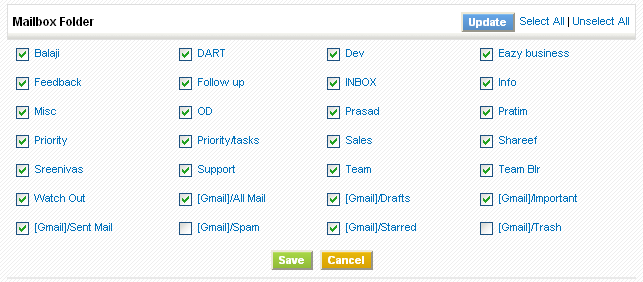 Mailbox Folder Update Select All | Unselect All
Balaji DART Dev Eazy business
Feedback Follow up INBOX Info
Misc OD Prasad Pratim
Priority Priority/tasks Sales Shareef
Sreenivas Support Team Team Blr
Watch Out [Gmail]/All Mail [Gmail]/Drafts [Gmail]/Important
[Gmail]/Sent Mail [Gmail]/Spam [Gmail]/Starred [Gmail]/Trash
Save Cancel